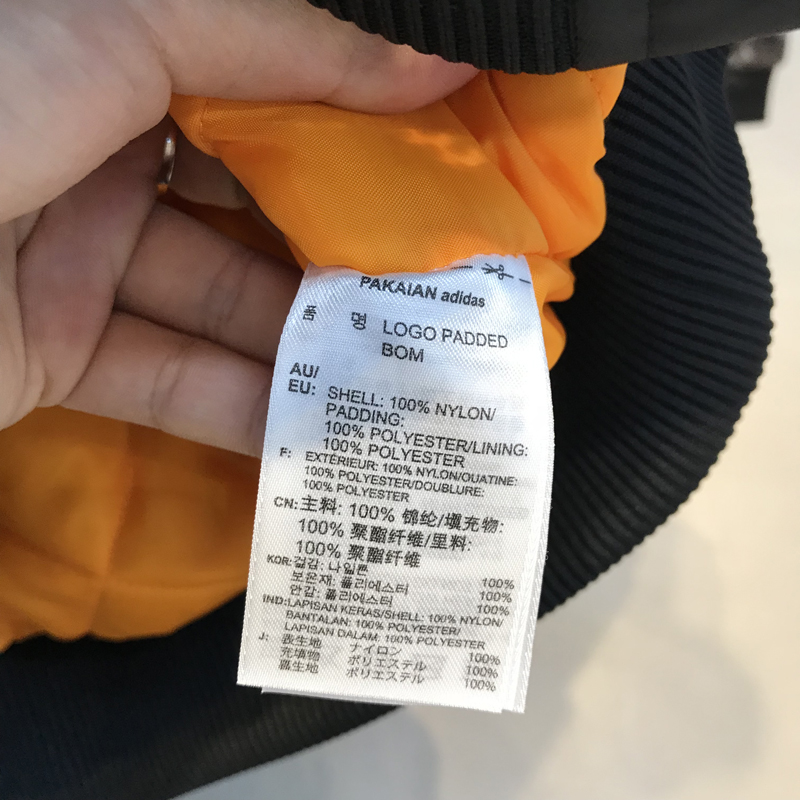 PAKAIAN adidas
품 명 LOGO PADDED
BOM
AU/
EU: SHELL: 100% NYLON/
PADDING:
100% POLYESTER/LINING:
100% POLYESTER
F: EXTÉRIEUR: 100% NYLON/OUATINE:
100% POLYESTER/DOUBLURE:
100% POLYESTER
CN: 主料: 100% 锦纶/填充物:
100% 聚酯纤维/里料:
100% 聚酯纤维
KOR: 겉감: 나일론 100%
보온재: 폴리에스터 100%
안감: 폴리에스터 100%
IND: LAPISAN KERAS/SHELL: 100% NYLON/
BANTALAN: 100% POLYESTER/
LAPISAN DALAM: 100% POLYESTER
J: 表生地 ナイロン 100%
充填物 ポリエステル 100%
裏生地 ポリエステル 100%